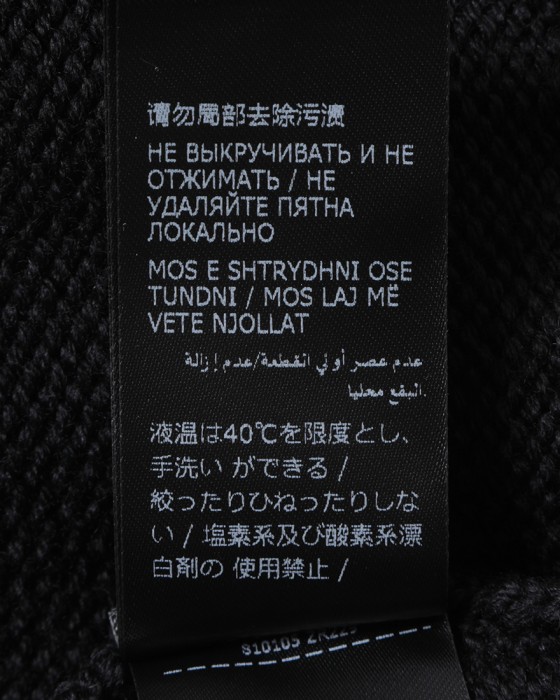 请勿局部去除污渍
НЕ ВЫКРУЧИВАТЬ И НЕ
ОТЖИМАТЬ / НЕ
УДАЛЯЙТЕ ПЯТНА
ЛОКАЛЬНО
MOS E SHTRYDHNI OSE
TUNDNI / MOS LAJ MË
VETE NJOLLAT
عدم عصر أو لي القطعة/عدم إزالة
البقع محليا.
液温は40℃を限度とし、
手洗い ができる /
絞ったりひねったりしな
い / 塩素系及び酸素系漂
白剤の 使用禁止 /
810105